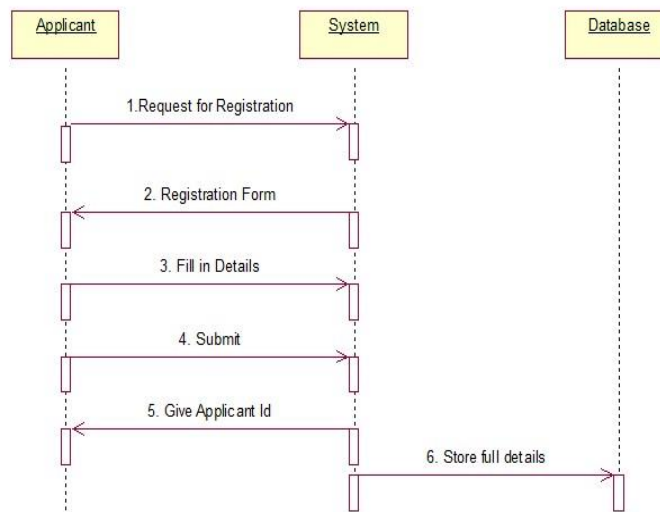 Applicant
System
Database
1.Request for Registration
2. Registration Form
3. Fill in Details
4. Submit
5. Give Applicant Id
6. Store full details